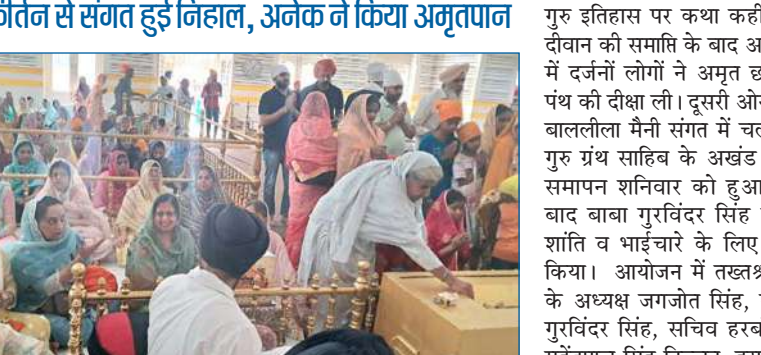 कीर्तन से संगत हुई निहाल, अनेक ने किया अमृतपान
गुरु इतिहास पर कथा कही
दीवान की समाप्ति के बाद अ
में दर्जनों लोगों ने अमृत छ
पंथ की दीक्षा ली। दूसरी ओर
बाललीला मैनी संगत में चल
गुरु ग्रंथ साहिब के अखंड
समापन शनिवार को हुआ
बाद बाबा गुरविंदर सिंह
शांति व भाईचारे के लिए
किया। आयोजन में तख्तश्र
के अध्यक्ष जगजोत सिंह,
गुरविंदर सिंह, सचिव हरबं